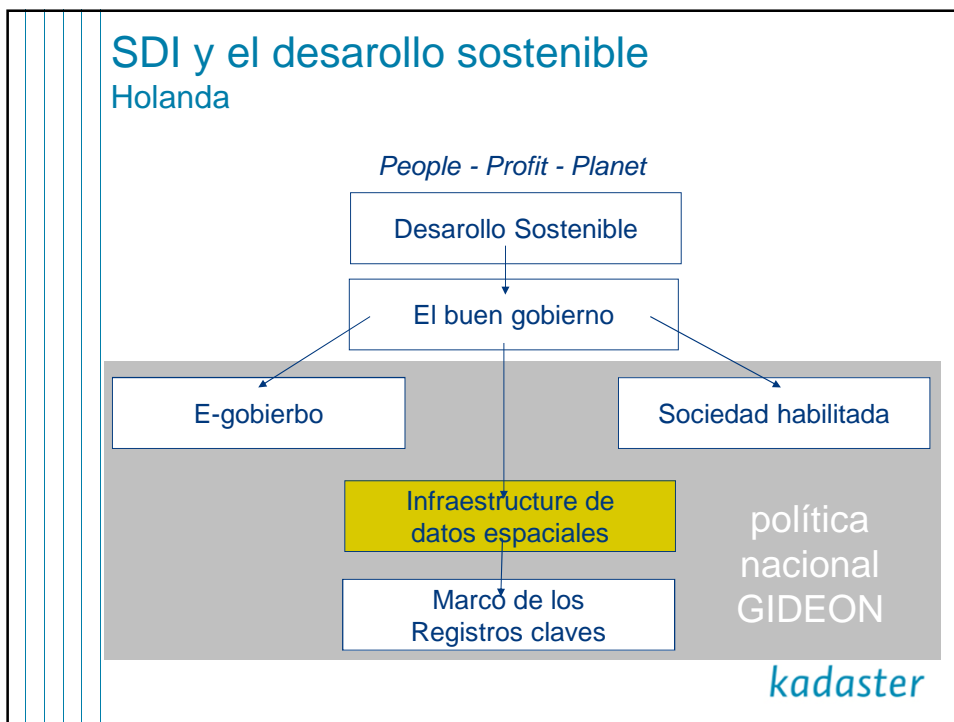 SDI y el desarollo sostenible
Holanda
People - Profit - Planet
Desarollo Sostenible
El buen gobierno
E-gobierbo
Sociedad habilitada
Infraestructure de
datos espaciales
política
nacional
GIDEON
Marco de los
Registros claves
kadaster